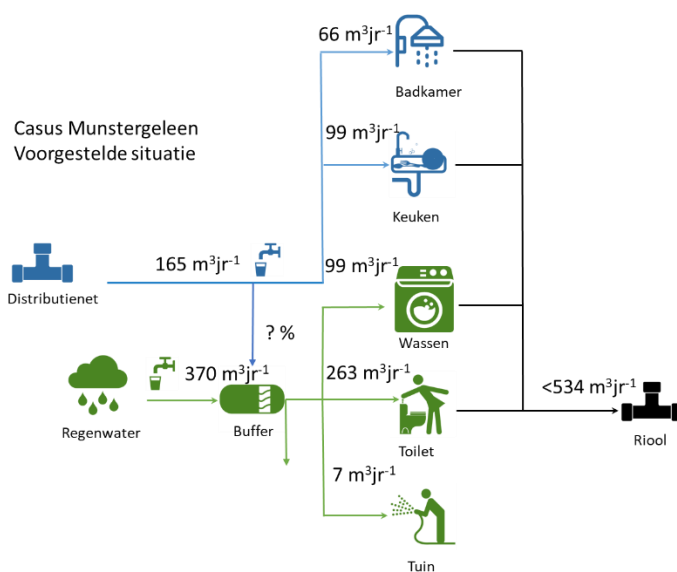 66 m³jr⁻¹
Badkamer
Casus Munstergeleen
Voorgestelde situatie
99 m³jr⁻¹
Keuken
165 m³jr⁻¹
99 m³jr⁻¹
Distributienet
Wassen
? %
370 m³jr⁻¹
263 m³jr⁻¹
<534 m³jr⁻¹
Regenwater
Buffer
Toilet
Riool
7 m³jr⁻¹
Tuin